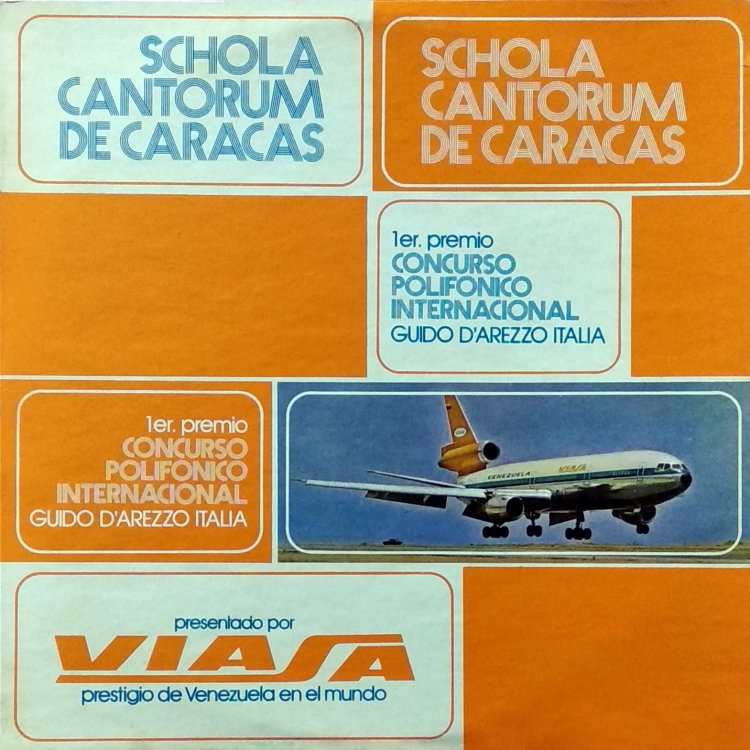 SCHOLA
CANTORUM
DE CARACAS
SCHOLA
CANTORUM
DE CARACAS
1er. premio
CONCURSO
POLIFONICO
INTERNACIONAL
GUIDO D'AREZZO ITALIA
1er. premio
CONCURSO
POLIFONICO
INTERNACIONAL
GUIDO D'AREZZO ITALIA
VENEZUELA
VIASA
presentado por
VIASA
prestigio de Venezuela en el mundo